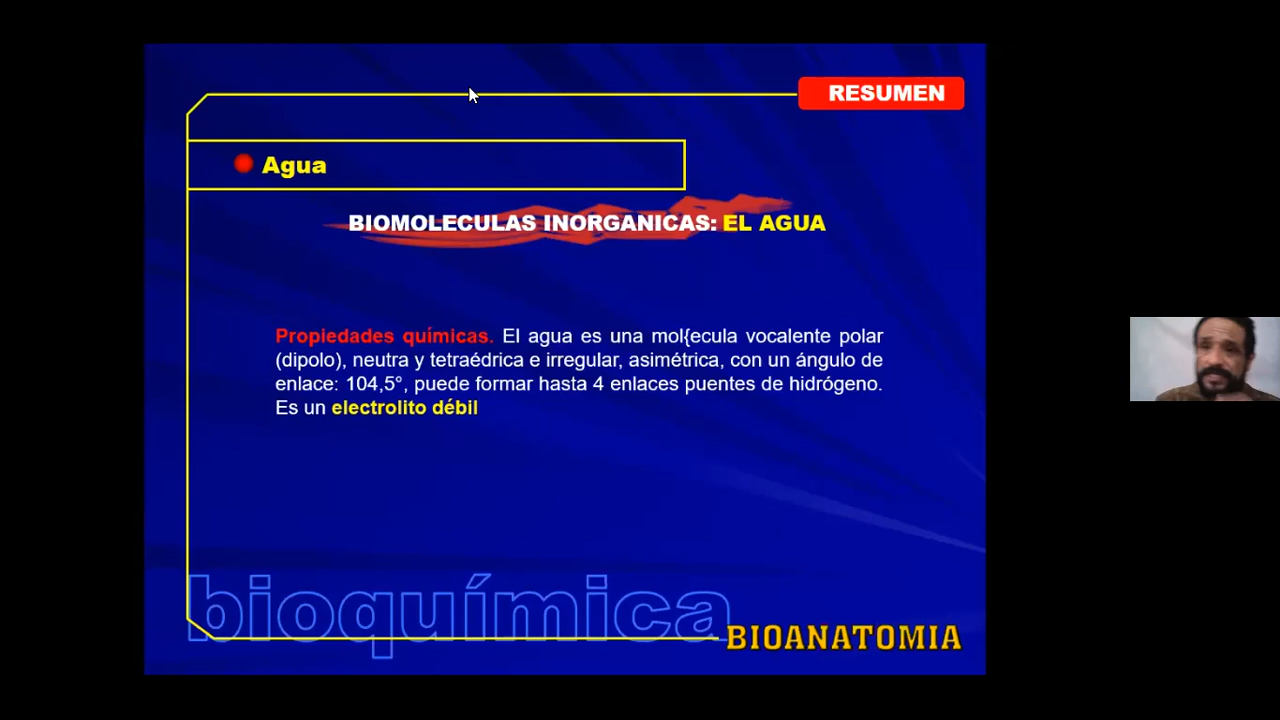 RESUMEN
Agua
BIOMOLECULAS INORGANICAS: EL AGUA
Propiedades químicas. El agua es una mol{ecula vocalente polar
(dipolo), neutra y tetraédrica e irregular, asimétrica, con un ángulo de
enlace: 104,5°, puede formar hasta 4 enlaces puentes de hidrógeno.
Es un electrolito débil
bioquímica
BIOANATOMIA